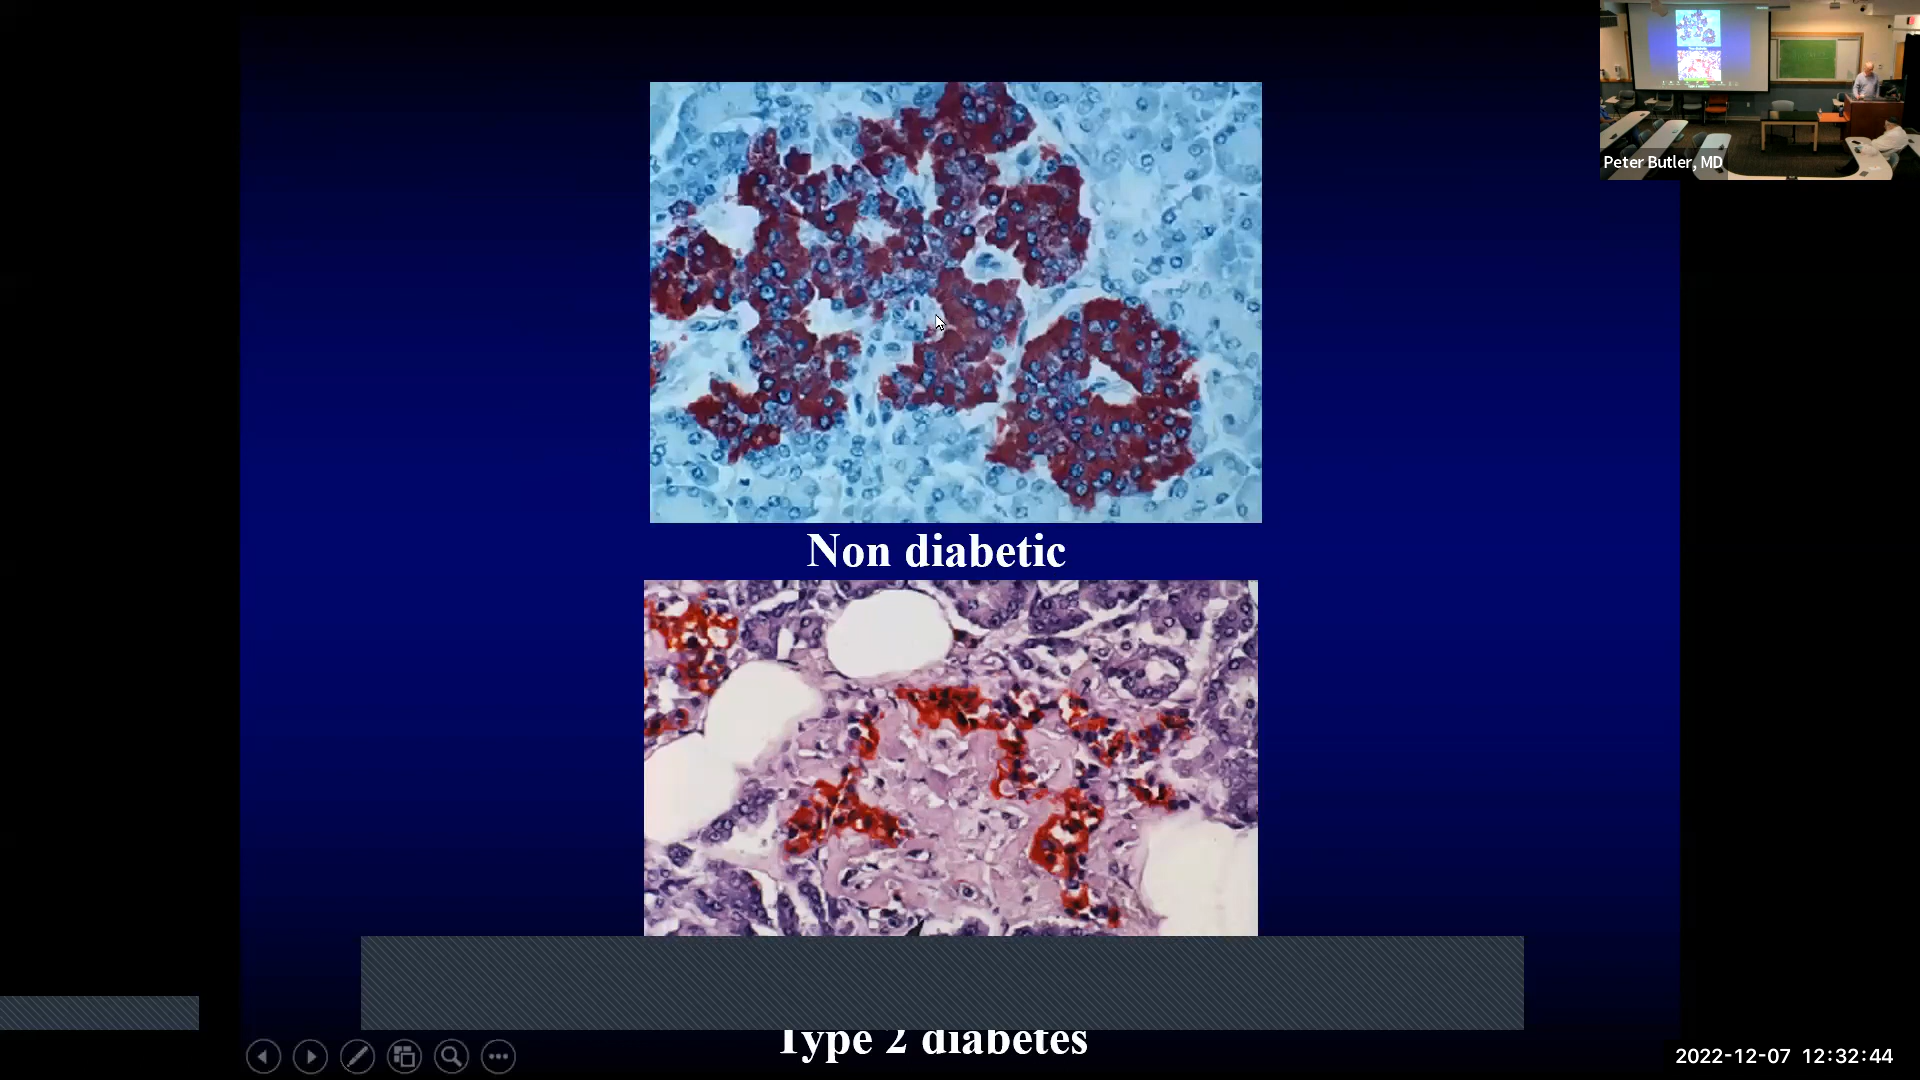 Peter Butler, MD
Non diabetic
Type 2 diabetes
2022-12-07 12:32:44